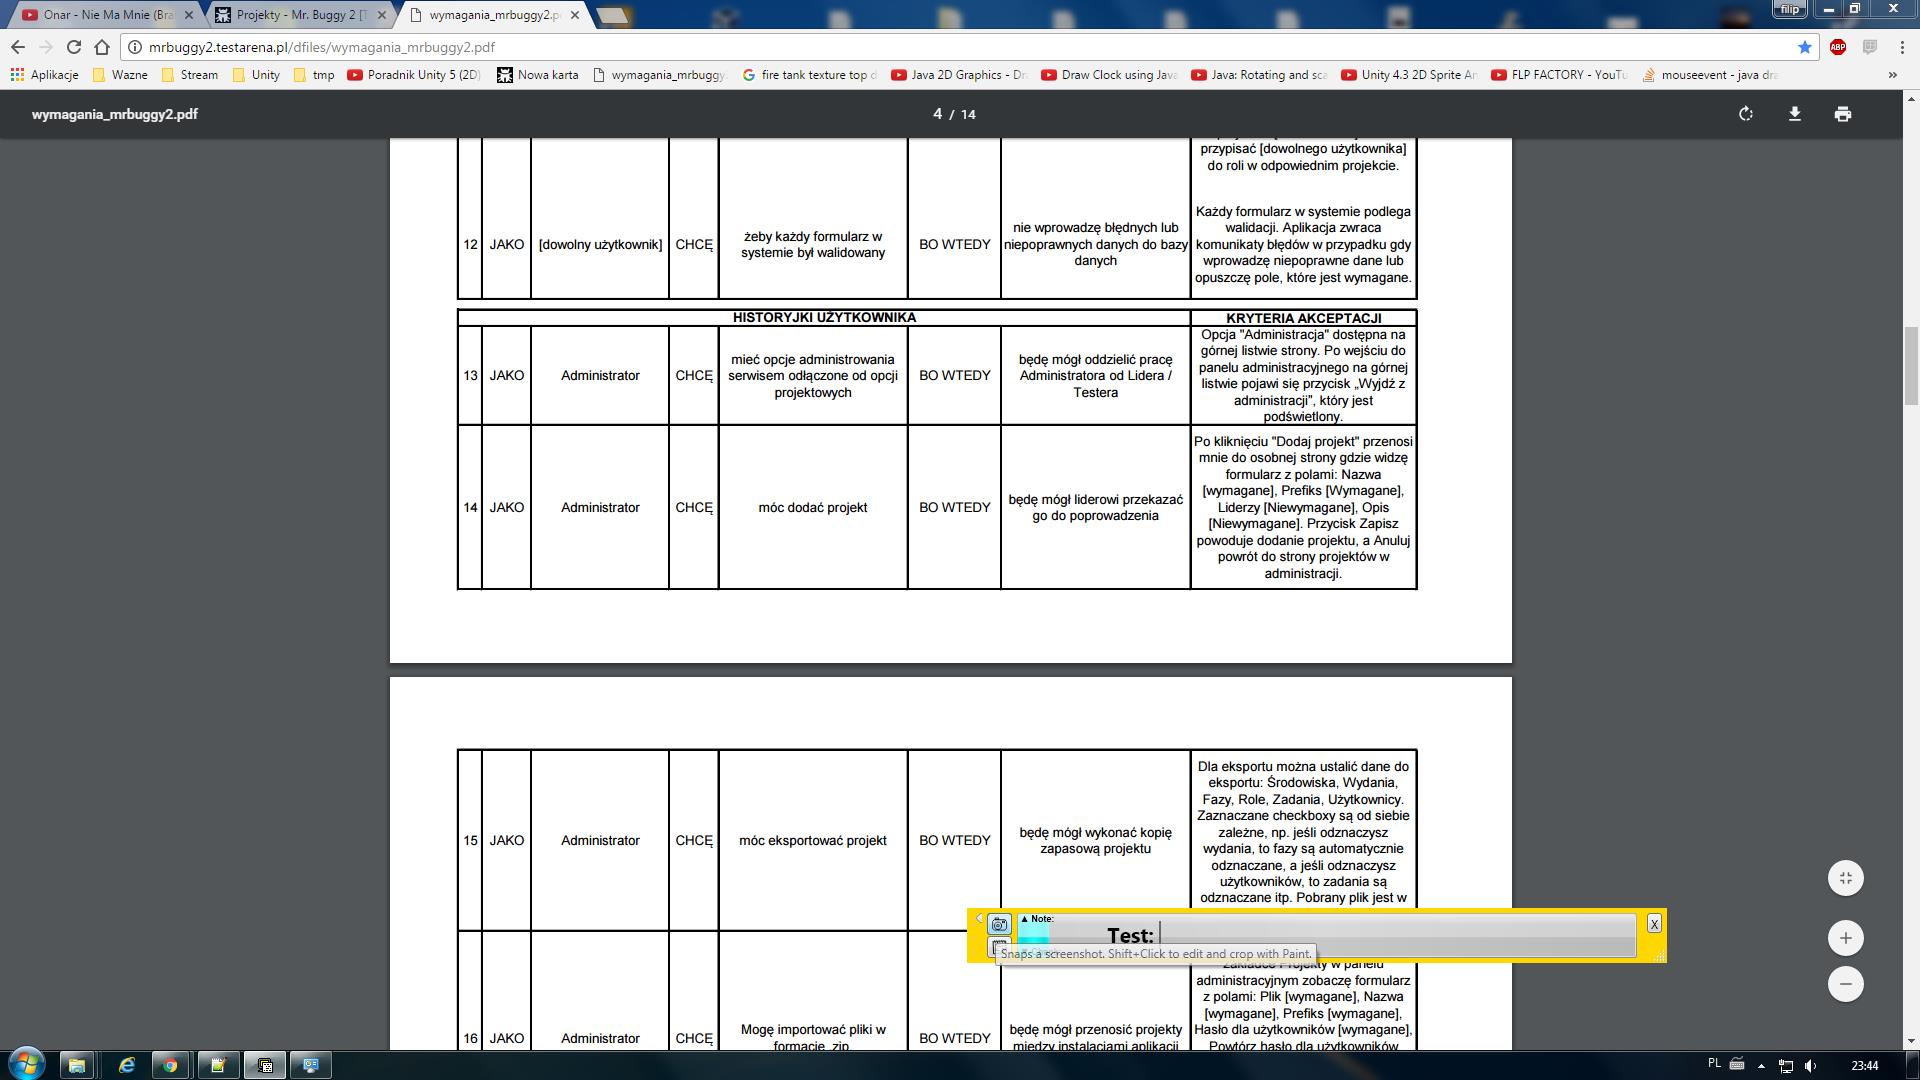 Onar - Nie Ma Mnie (Bra
Projekty - Mr. Buggy 2 [T
wymagania_mrbuggy2.p
filip
mrbuggy2.testarena.pl/dfiles/wymagania_mrbuggy2.pdf
ABP
Aplikacje
Wazne
Stream
Unity
tmp
Poradnik Unity 5 (2D)
Nowa karta
wymagania_mrbuggy
fire tank texture top d
Java 2D Graphics - Dr
Draw Clock using Java
Java: Rotating and sca
Unity 4.3 2D Sprite An
FLP FACTORY - YouTu
mouseevent - java dra
wymagania_mrbuggy2.pdf
4 / 14
przypisać [dowolnego użytkownika]
do roli w odpowiednim projekcie.
12
JAKO
[dowolny użytkownik]
CHCĘ
żeby każdy formularz w
systemie był walidowany
BO WTEDY
nie wprowadzę błędnych lub
niepoprawnych danych do bazy
danych
Każdy formularz w systemie podlega
walidacji. Aplikacja zwraca
komunikaty błędów w przypadku gdy
wprowadzę niepoprawne dane lub
opuszczę pole, które jest wymagane.
HISTORYJKI UŻYTKOWNIKA
KRYTERIA AKCEPTACJI
13
JAKO
Administrator
CHCĘ
mieć opcje administrowania
serwisem odłączone od opcji
projektowych
BO WTEDY
będę mógł oddzielić pracę
Administratora od Lidera /
Testera
Opcja "Administracja" dostępna na
górnej listwie strony. Po wejściu do
panelu administracyjnego na górnej
listwie pojawi się przycisk „Wyjdź z
administracji”, który jest
podświetlony.
14
JAKO
Administrator
CHCĘ
móc dodać projekt
BO WTEDY
będę mógł liderowi przekazać
go do poprowadzenia
Po kliknięciu "Dodaj projekt" przenosi
mnie do osobnej strony gdzie widzę
formularz z polami: Nazwa
[wymagane], Prefiks [Wymagane],
Liderzy [Niewymagane], Opis
[Niewymagane]. Przycisk Zapisz
powoduje dodanie projektu, a Anuluj
powrót do strony projektów w
administracji.
15
JAKO
Administrator
CHCĘ
móc eksportować projekt
BO WTEDY
będę mógł wykonać kopię
zapasową projektu
Dla eksportu można ustalić dane do
eksportu: Środowiska, Wydania,
Fazy, Role, Zadania, Użytkownicy.
Zaznaczane checkboxy są od siebie
zależne, np. jeśli odznaczysz
wydania, to fazy są automatycznie
odznaczane, a jeśli odznaczysz
użytkowników, to zadania są
odznaczane itp. Pobrany plik jest w
▲ Note:
Test:
X
Snaps a screenshot. Shift+Click to edit and crop with Paint.
16
JAKO
Administrator
CHCĘ
Mogę importować pliki w
formacie .zip.
BO WTEDY
będę mógł przenosić projekty
między instalacjami aplikacji
zakładce Projekty w panelu
administracyjnym zobaczę formularz
z polami: Plik [wymagane], Nazwa
[wymagane], Prefiks [wymagane],
Hasło dla użytkowników [wymagane],
Powtórz hasło dla użytkowników
PL
23:44